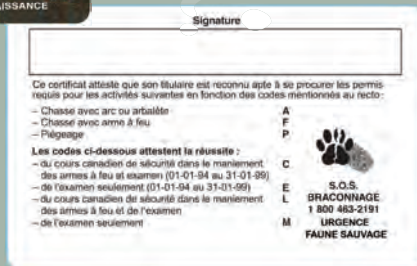 AISSANCE
Signature
Ce certificat atteste que son titulaire est reconnu apte à se procurer les permis
requis pour les activités suivantes en fonction des codes mentionnés au recto :
– Chasse avec arc ou arbalète A
– Chasse avec arme à feu F
– Piégeage P
Les codes ci-dessous attestent la réussite :
– du cours canadien de sécurité dans le maniement C
des armes à feu et examen (01-01-94 au 31-01-99)
– de l'examen seulement (01-01-94 au 31-01-99) E
– du cours canadien de sécurité dans le maniement L
des armes à feu et de l'examen
– de l'examen seulement M
S.O.S.
BRACONNAGE
1 800 463-2191
URGENCE
FAUNE SAUVAGE